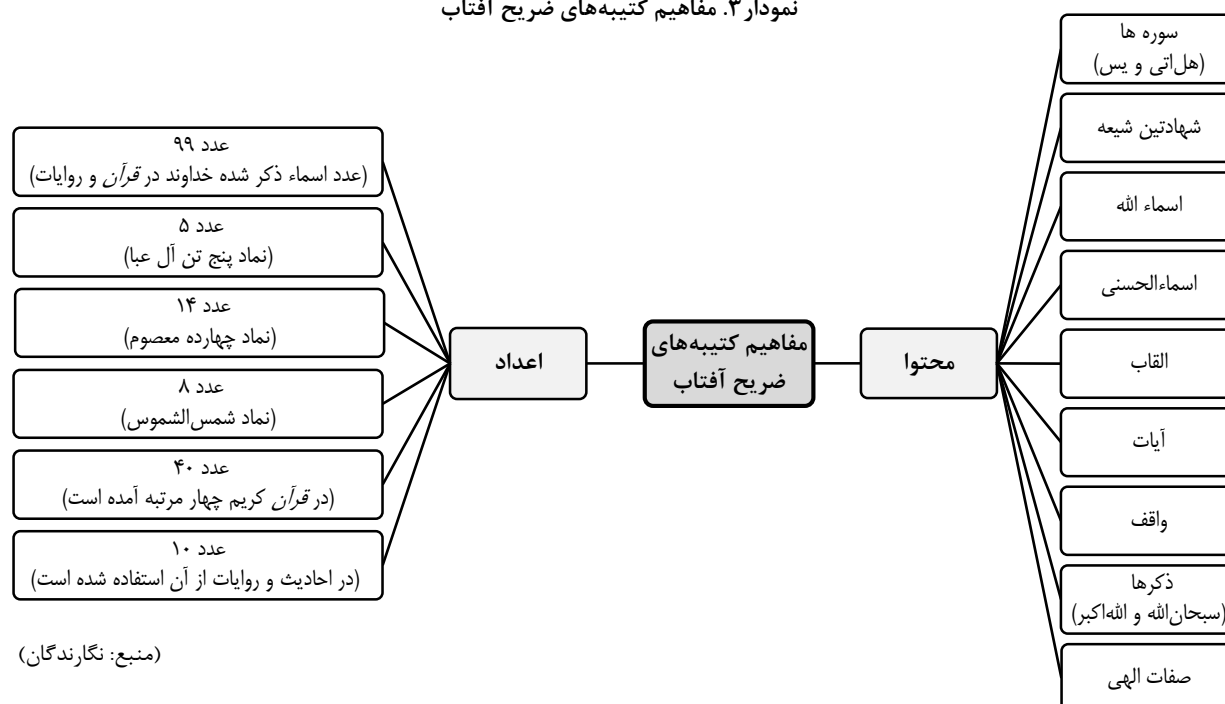 نمودار۳. مفاهیم کتیبه‌های ضریح آفتاب
سوره ها
(هل‌اتی و یس)
شهادتین شیعه
اسماء الله
اسماءالحسنی
القاب
آیات
واقف
ذکرها
(سبحان‌الله و الله‌اکبر)
صفات الهی
محتوا
مفاهیم کتیبه‌های
ضریح آفتاب
اعداد
عدد ۹۹
(عدد اسماء ذکر شده خداوند در قرآن و روایات)
عدد ۵
(نماد پنج تن آل عبا)
عدد ۱۴
(نماد چهارده معصوم)
عدد ۸
(نماد شمس‌الشموس)
عدد ۴۰
(در قرآن کریم چهار مرتبه آمده است)
عدد ۱۰
(در احادیث و روایات از آن استفاده شده است)
(منبع: نگارندگان)